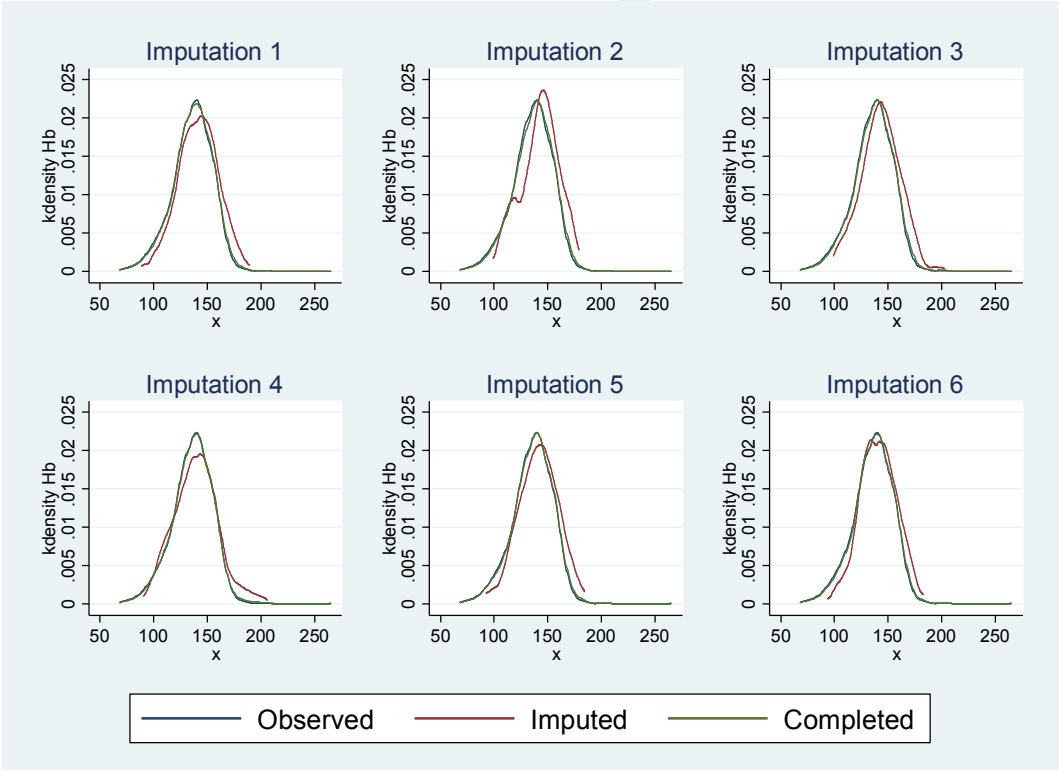 Imputation 1
kdensity Hb
0 .005 .01 .015 .02 .025
50 100 150 200 250
x
Imputation 2
kdensity Hb
0 .005 .01 .015 .02 .025
50 100 150 200 250
x
Imputation 3
kdensity Hb
0 .005 .01 .015 .02 .025
50 100 150 200 250
x
Imputation 4
kdensity Hb
0 .005 .01 .015 .02 .025
50 100 150 200 250
x
Imputation 5
kdensity Hb
0 .005 .01 .015 .02 .025
50 100 150 200 250
x
Imputation 6
kdensity Hb
0 .005 .01 .015 .02 .025
50 100 150 200 250
x
Observed Imputed Completed